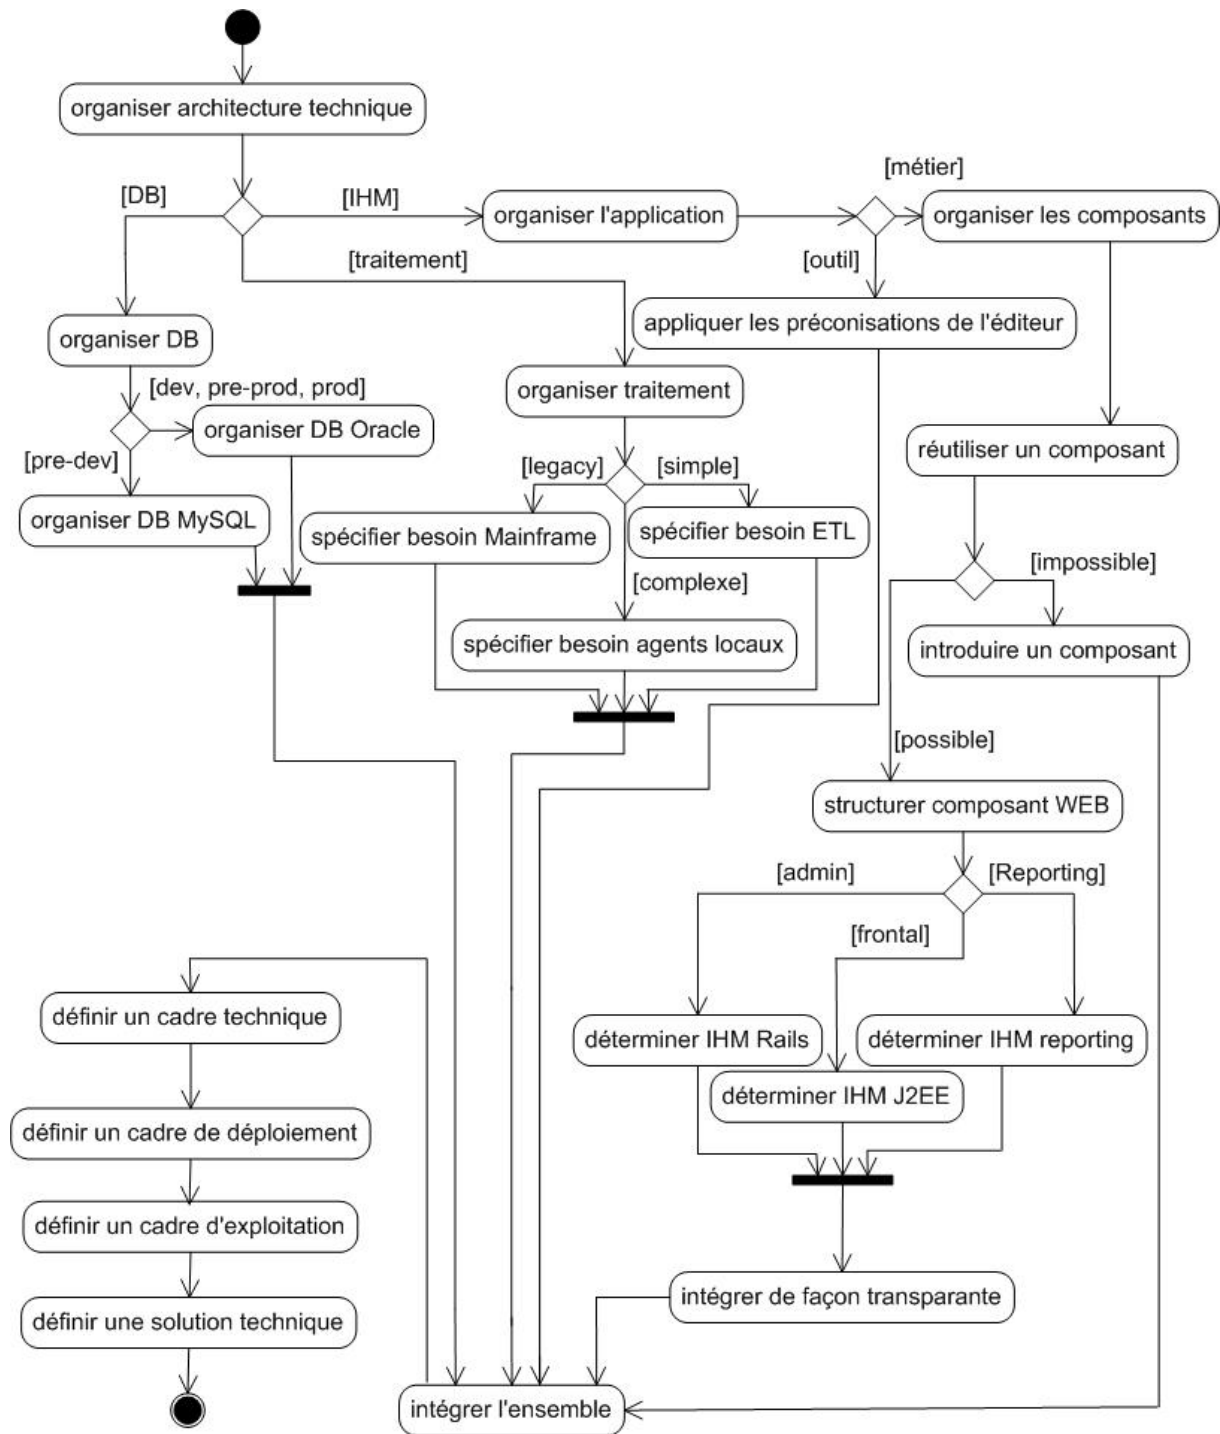 organiser architecture technique
[DB]
[IHM]
organiser l'application
[métier]
organiser les composants
[traitement]
[outil]
organiser DB
appliquer les préconisations de l'éditeur
[dev, pre-prod, prod]
organiser traitement
organiser DB Oracle
réutiliser un composant
[pre-dev]
[legacy]
[simple]
organiser DB MySQL
spécifier besoin Mainframe
spécifier besoin ETL
[impossible]
[complexe]
spécifier besoin agents locaux
introduire un composant
[possible]
structurer composant WEB
[admin]
[Reporting]
[frontal]
définir un cadre technique
déterminer IHM Rails
déterminer IHM reporting
déterminer IHM J2EE
définir un cadre de déploiement
définir un cadre d'exploitation
intégrer de façon transparante
définir une solution technique
intégrer l'ensemble